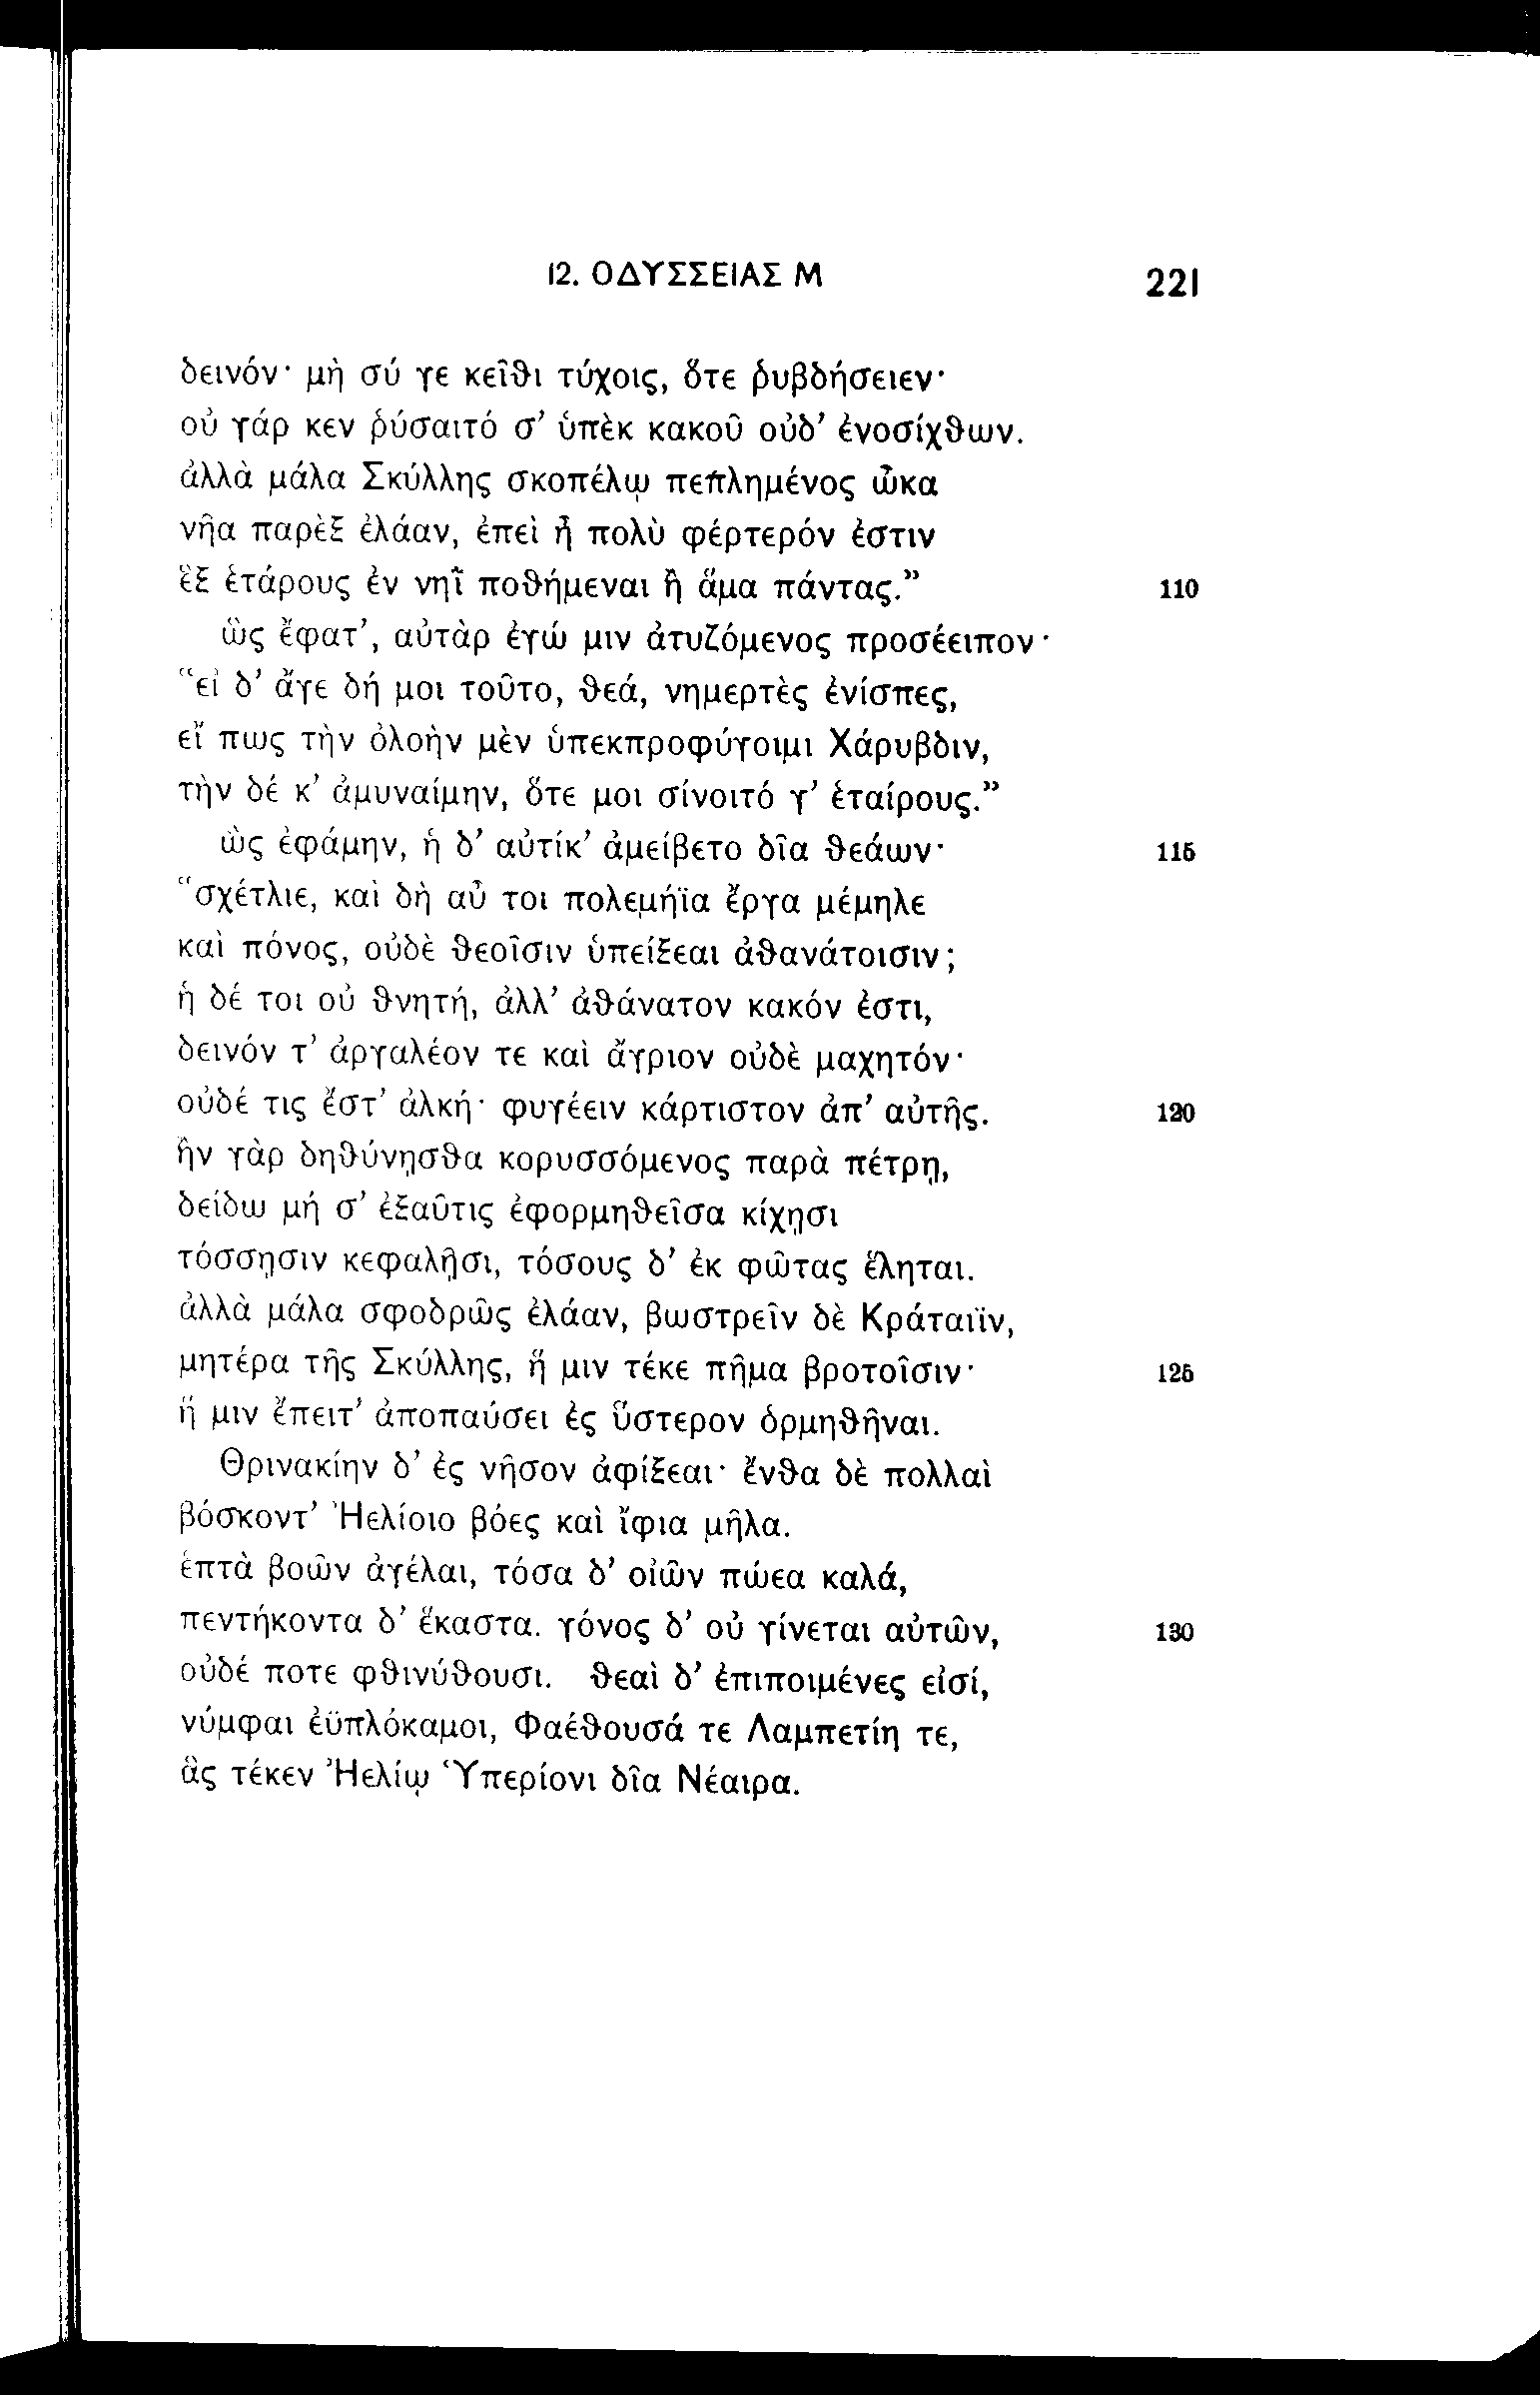 12. ΟΔΥΣΣΕΙΑΣ Μ 221
δεινόν· μὴ σύ γε κεῖθι τύχοις, ὅτε ῥυβδήσειεν·
οὐ γάρ κεν ῥύσαιτό σ’ ὑπὲκ κακοῦ οὐδ’ ἐνοσίχθων.
ἀλλὰ μάλα Σκύλλης σκοπέλῳ πεπλημένος ὦκα
νῆα παρὲξ ἐλάαν, ἐπεὶ ἦ πολὺ φέρτερόν ἐστιν
ἓξ ἑτάρους ἐν νηῒ ποθήμεναι ἢ ἅμα πάντας.” 110
ὣς ἔφατ’, αὐτὰρ ἐγώ μιν ἀτυζόμενος προσέειπον·
“εἰ δ’ ἄγε δή μοι τοῦτο, θεά, νημερτὲς ἐνίσπες,
εἴ πως τὴν ὀλοὴν μὲν ὑπεκπροφύγοιμι Χάρυβδιν,
τὴν δέ κ’ ἀμυναίμην, ὅτε μοι σίνοιτό γ’ ἑταίρους.”
ὣς ἐφάμην, ἡ δ’ αὐτίκ’ ἀμείβετο δῖα θεάων· 115
“σχέτλιε, καὶ δὴ αὖ τοι πολεμήϊα ἔργα μέμηλε
καὶ πόνος, οὐδὲ θεοῖσιν ὑπείξεαι ἀθανάτοισιν;
ἡ δέ τοι οὐ θνητή, ἀλλ’ ἀθάνατον κακόν ἐστι,
δεινόν τ’ ἀργαλέον τε καὶ ἄγριον οὐδὲ μαχητόν·
οὐδέ τις ἔστ’ ἀλκή· φυγέειν κάρτιστον ἀπ’ αὐτῆς. 120
ἢν γὰρ δηθύνῃσθα κορυσσόμενος παρὰ πέτρῃ,
δείδω μή σ’ ἐξαῦτις ἐφορμηθεῖσα κίχῃσι
τόσσῃσιν κεφαλῇσι, τόσους δ’ ἐκ φῶτας ἕληται.
ἀλλὰ μάλα σφοδρῶς ἐλάαν, βωστρεῖν δὲ Κράταιϊν,
μητέρα τῆς Σκύλλης, ἥ μιν τέκε πῆμα βροτοῖσιν· 125
ἥ μιν ἔπειτ’ ἀποπαύσει ἐς ὕστερον ὁρμηθῆναι.
Θρινακίην δ’ ἐς νῆσον ἀφίξεαι· ἔνθα δὲ πολλαὶ
βόσκοντ’ Ἠελίοιο βόες καὶ ἴφια μῆλα.
ἑπτὰ βοῶν ἀγέλαι, τόσα δ’ οἰῶν πώεα καλά,
πεντήκοντα δ’ ἕκαστα. γόνος δ’ οὐ γίνεται αὐτῶν, 130
οὐδέ ποτε φθινύθουσι. θεαὶ δ’ ἐπιποιμένες εἰσί,
νύμφαι ἐϋπλόκαμοι, Φαέθουσά τε Λαμπετίη τε,
ἃς τέκεν Ἠελίῳ Ὑπερίονι δῖα Νέαιρα.